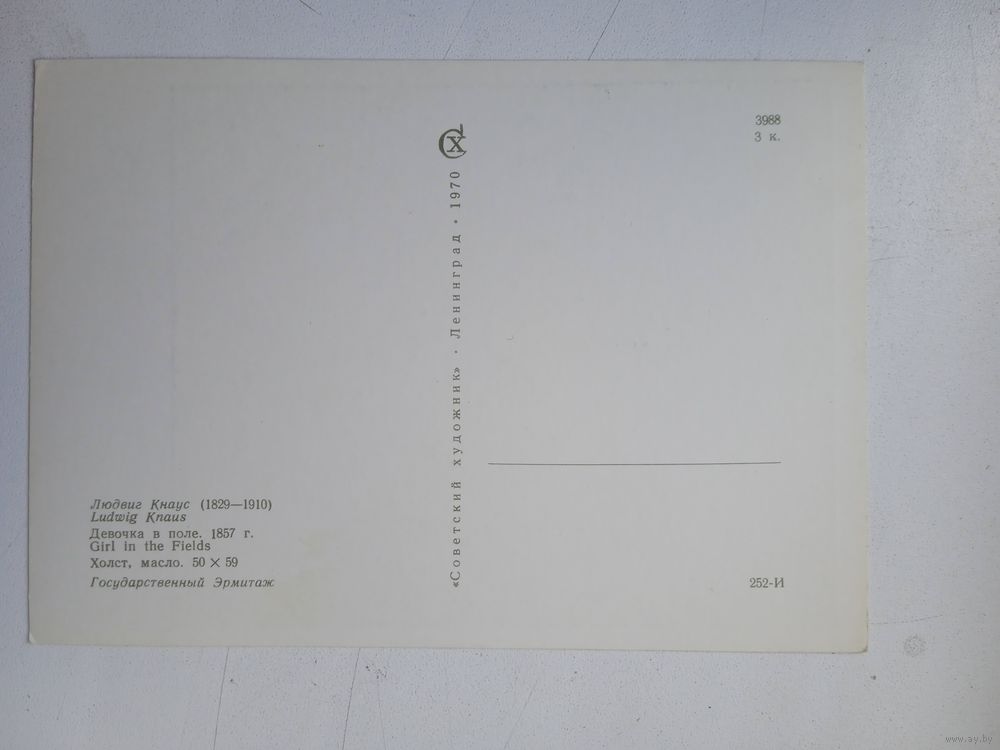 Людвиг Кнаус (1829—1910)
Ludwig Knaus
Девочка в поле. 1857 г.
Girl in the Fields
Холст, масло. 50 × 59
Государственный Эрмитаж
«Советский художник» · Ленинград · 1970
СХ
3988
3 к.
252-И
www.ay.by